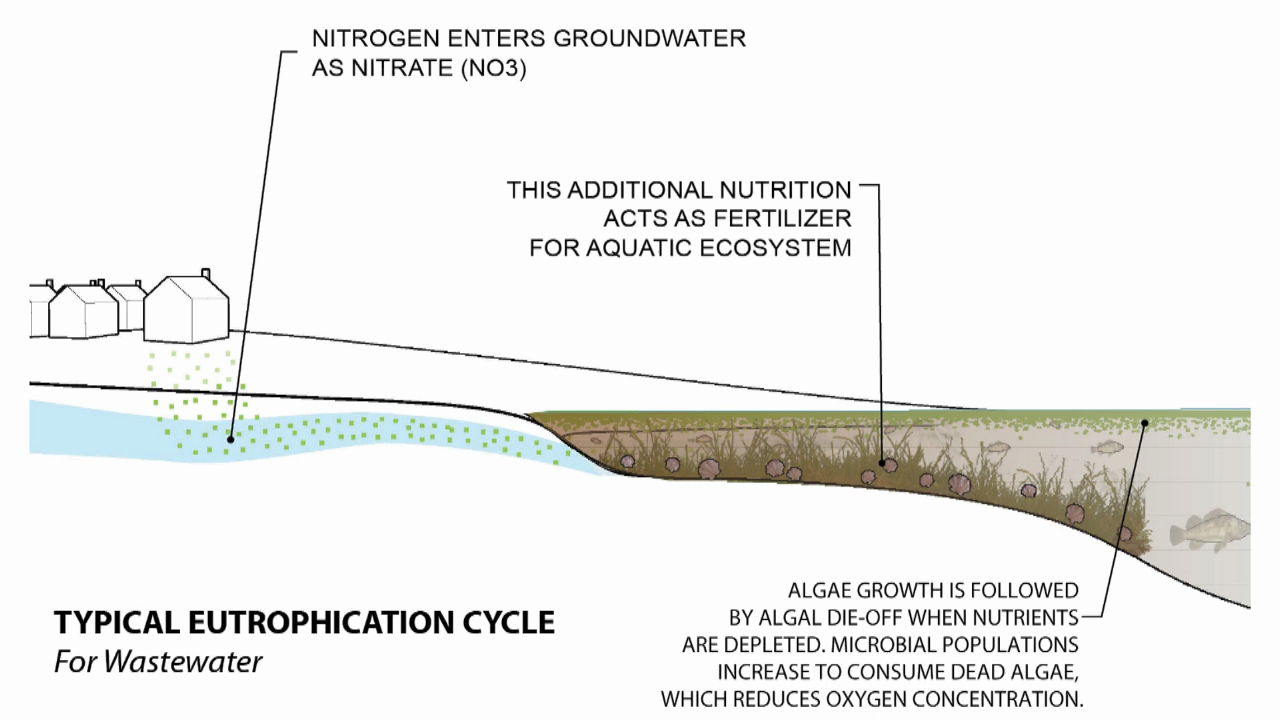 NITROGEN ENTERS GROUNDWATER
AS NITRATE (NO3)
THIS ADDITIONAL NUTRITION
ACTS AS FERTILIZER
FOR AQUATIC ECOSYSTEM
TYPICAL EUTROPHICATION CYCLE
For Wastewater
ALGAE GROWTH IS FOLLOWED
BY ALGAL DIE-OFF WHEN NUTRIENTS
ARE DEPLETED. MICROBIAL POPULATIONS
INCREASE TO CONSUME DEAD ALGAE,
WHICH REDUCES OXYGEN CONCENTRATION.